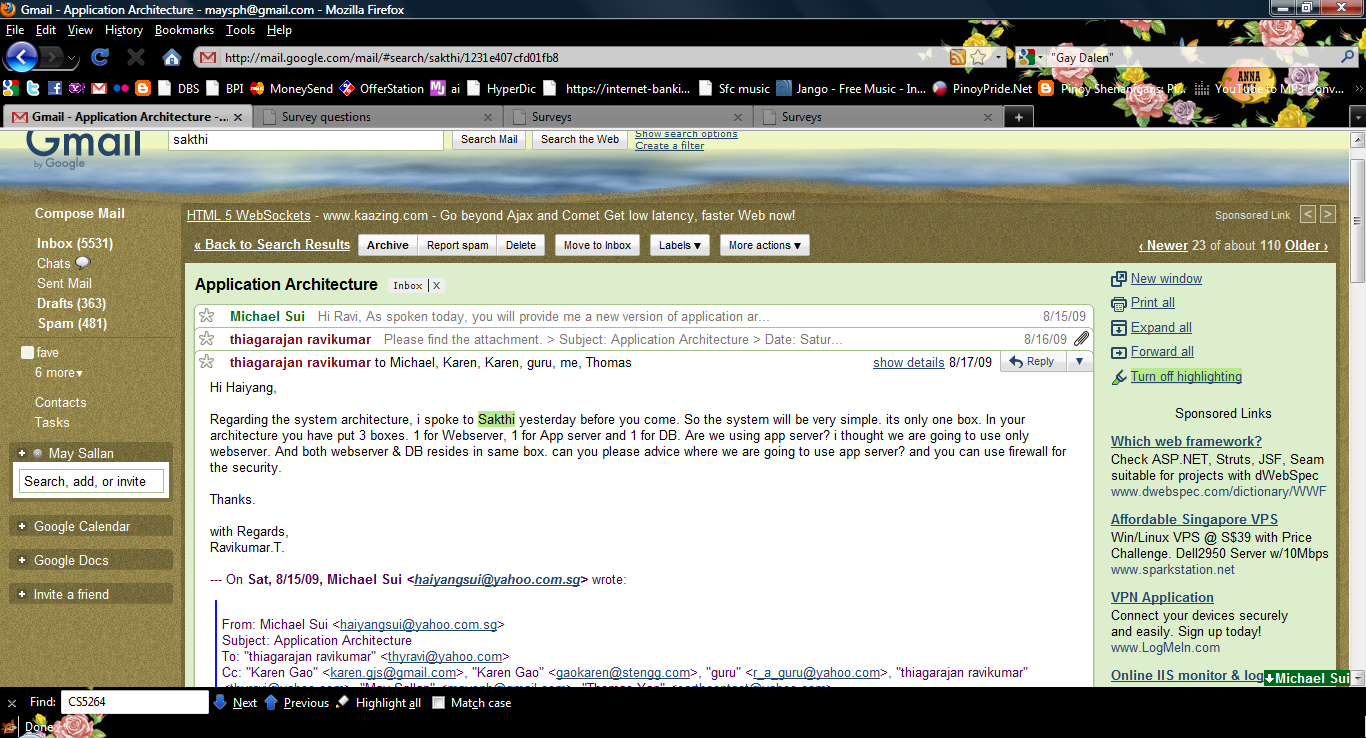 Gmail - Application Architecture - maysph@gmail.com - Mozilla Firefox
File Edit View History Bookmarks Tools Help
http://mail.google.com/mail/#search/sakthi/1231e407cfd01fb8 "Gay Dalen"
DBS BPI MoneySend OfferStation ai HyperDic https://internet-banki... Sfc music Jango - Free Music - In... PinoyPride.Net Pinoy Shenanigans: Pi... YouTube to MP3 Conv...
ANNA
Gmail - Application Architecture -... Survey questions Surveys Surveys
Gmail by Google
sakthi Search Mail Search the Web Show search options
Create a filter
Compose Mail
Inbox (5531)
Chats
Sent Mail
Drafts (363)
Spam (481)
fave
6 more▾
Contacts
Tasks
May Sallan
Search, add, or invite
Google Calendar
Google Docs
Invite a friend
HTML 5 WebSockets - www.kaazing.com - Go beyond Ajax and Comet Get low latency, faster Web now! Sponsored Link < >
« Back to Search Results Archive Report spam Delete Move to Inbox Labels ▾ More actions ▾ ‹ Newer 23 of about 110 Older ›
Application Architecture Inbox X
Michael Sui Hi Ravi, As spoken today, you will provide me a new version of application ar... 8/15/09
thiagarajan ravikumar Please find the attachment. > Subject: Application Architecture > Date: Satur... 8/16/09
thiagarajan ravikumar to Michael, Karen, Karen, guru, me, Thomas show details 8/17/09 Reply ▼
Hi Haiyang,
Regarding the system architecture, i spoke to Sakthi yesterday before you come. So the system will be very simple. its only one box. In your
architecture you have put 3 boxes. 1 for Webserver, 1 for App server and 1 for DB. Are we using app server? i thought we are going to use only
webserver. And both webserver & DB resides in same box. can you please advice where we are going to use app server? and you can use firewall for
the security.
Thanks.
with Regards,
Ravikumar.T.
--- On Sat, 8/15/09, Michael Sui <haiyangsui@yahoo.com.sg> wrote:
From: Michael Sui <haiyangsui@yahoo.com.sg>
Subject: Application Architecture
To: "thiagarajan ravikumar" <thyravi@yahoo.com>
Cc: "Karen Gao" <karen.gjs@gmail.com>, "Karen Gao" <gaokaren@stengg.com>, "guru" <r_a_guru@yahoo.com>, "thiagarajan ravikumar"
New window
Print all
Expand all
Forward all
Turn off highlighting
Sponsored Links
Which web framework?
Check ASP.NET, Struts, JSF, Seam
suitable for projects with dWebSpec
www.dwebspec.com/dictionary/WWF
Affordable Singapore VPS
Win/Linux VPS @ S$39 with Price
Challenge. Dell2950 Server w/10Mbps
www.sparkstation.net
VPN Application
Connect your devices securely
and easily. Sign up today!
www.LogMeIn.com
Online IIS monitor & log
Michael Sui
Find: CS5264 Next Previous Highlight all Match case
Done